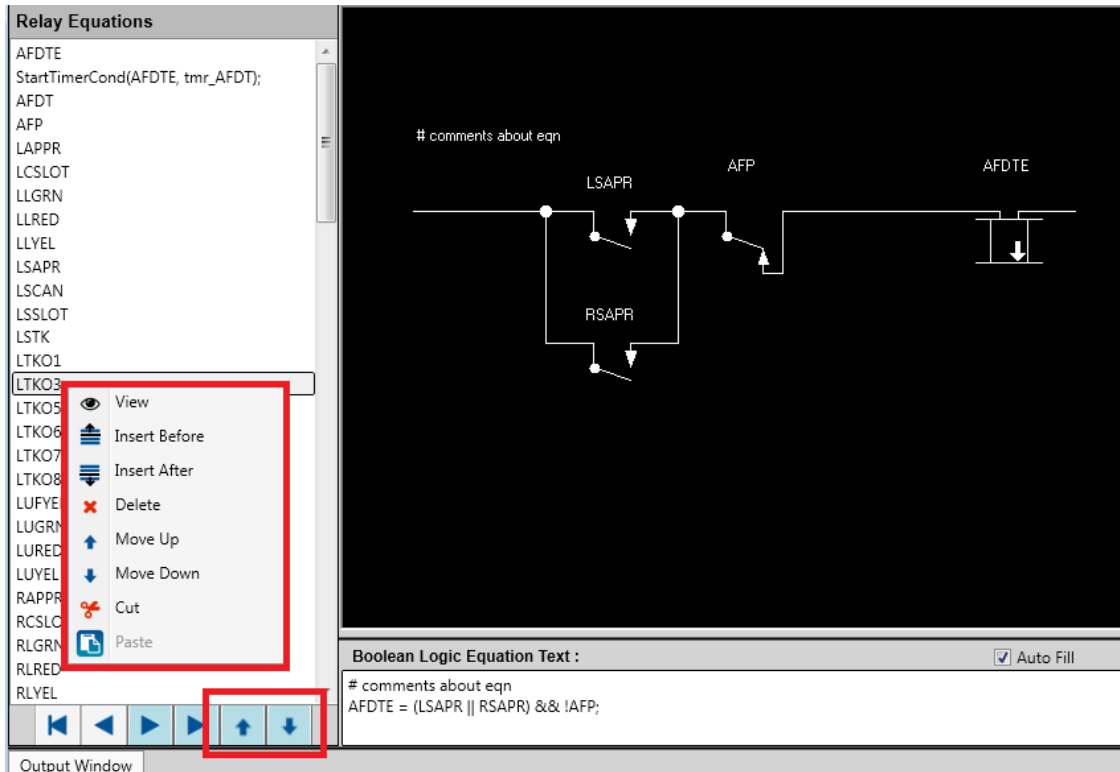 Relay Equations
AFDTE
StartTimerCond(AFDTE, tmr_AFDT);
AFDT
AFP
LAPPR
LCSLOT
LLGRN
LLRED
LLYEL
LSAPR
LSCAN
LSSLOT
LSTK
LTKO1
LTKO3
LTKO5
LTKO6
LTKO7
LTKO8
LUFYE
LUGRN
LURED
LUYEL
RAPPR
RCSLO
RLGRN
RLRED
RLYEL
View
Insert Before
Insert After
Delete
Move Up
Move Down
Cut
Paste
# comments about eqn
LSAPR
AFP
AFDTE
RSAPR
Boolean Logic Equation Text :
Auto Fill
# comments about eqn
AFDTE = (LSAPR || RSAPR) && !AFP;
Output Window